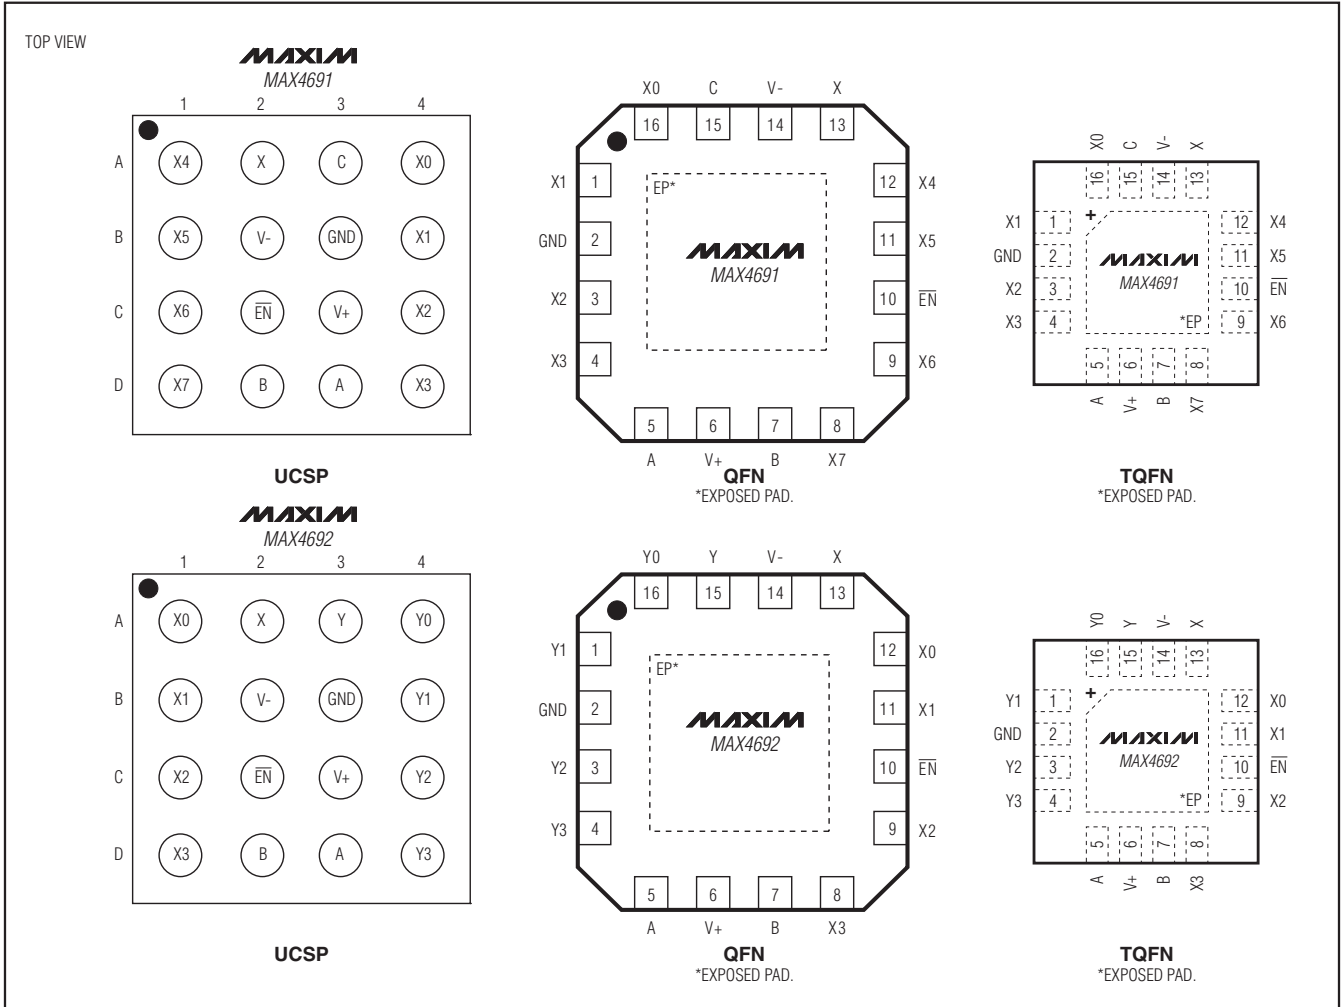 TOP VIEW
MAXIM
MAX4691
1 2 3 4
A X4 X C X0
B X5 V- GND X1
C X6 E̅N̅ V+ X2
D X7 B A X3
UCSP
X0 C V- X
16 15 14 13
X1 1 EP* 12 X4
GND 2 11 X5
MAXIM
MAX4691
X2 3 10 E̅N̅
X3 4 9 X6
5 6 7 8
A V+ B X7
QFN
*EXPOSED PAD.
X0 C V- X
16 15 14 13
X1 1 + 12 X4
GND 2 MAXIM 11 X5
X2 3 MAX4691 10 E̅N̅
X3 4 *EP 9 X6
5 6 7 8
A V+ B X7
TQFN
*EXPOSED PAD.
MAXIM
MAX4692
1 2 3 4
A X0 X Y Y0
B X1 V- GND Y1
C X2 E̅N̅ V+ Y2
D X3 B A Y3
UCSP
Y0 Y V- X
16 15 14 13
Y1 1 EP* 12 X0
GND 2 11 X1
MAXIM
MAX4692
Y2 3 10 E̅N̅
Y3 4 9 X2
5 6 7 8
A V+ B X3
QFN
*EXPOSED PAD.
Y0 Y V- X
16 15 14 13
Y1 1 + 12 X0
GND 2 MAXIM 11 X1
Y2 3 MAX4692 10 E̅N̅
Y3 4 *EP 9 X2
5 6 7 8
A V+ B X3
TQFN
*EXPOSED PAD.